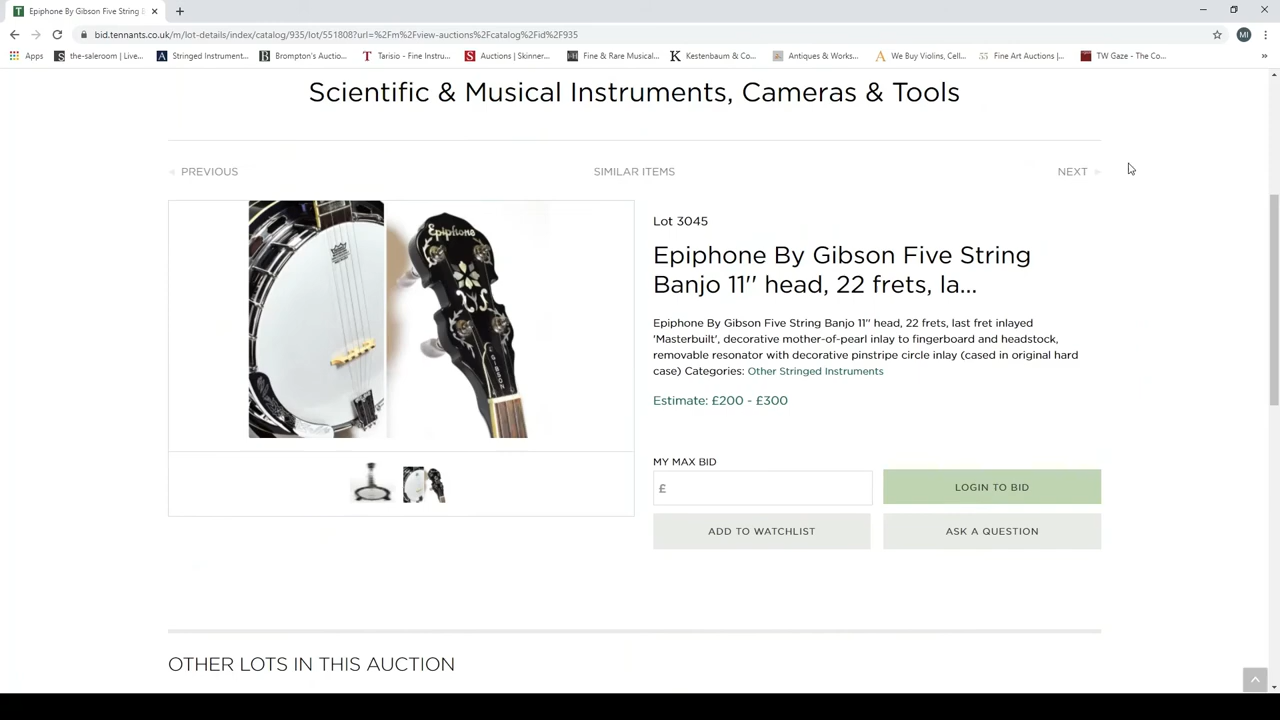 Epiphone By Gibson Five String B
bid.tennants.co.uk/m/lot-details/index/catalog/935/lot/551808?url=%2Fm%2Fview-auctions%2Fcatalog%2Fid%2F935
MI
Apps
the-saleroom | Live...
Stringed Instrument...
Brompton's Auction...
Tarisio - Fine Instru...
Auctions | Skinner...
Fine & Rare Musical...
Kestenbaum & Co...
Antiques & Works...
We Buy Violins, Cell...
Fine Art Auctions |...
TW Gaze - The Co...
Scientific & Musical Instruments, Cameras & Tools
PREVIOUS
SIMILAR ITEMS
NEXT
Epiphone
GIBSON
Lot 3045
Epiphone By Gibson Five String
Banjo 11'' head, 22 frets, la...
Epiphone By Gibson Five String Banjo 11'' head, 22 frets, last fret inlayed
'Masterbuilt', decorative mother-of-pearl inlay to fingerboard and headstock,
removable resonator with decorative pinstripe circle inlay (cased in original hard
case) Categories: Other Stringed Instruments
Estimate: £200 - £300
MY MAX BID
£
LOGIN TO BID
ADD TO WATCHLIST
ASK A QUESTION
OTHER LOTS IN THIS AUCTION